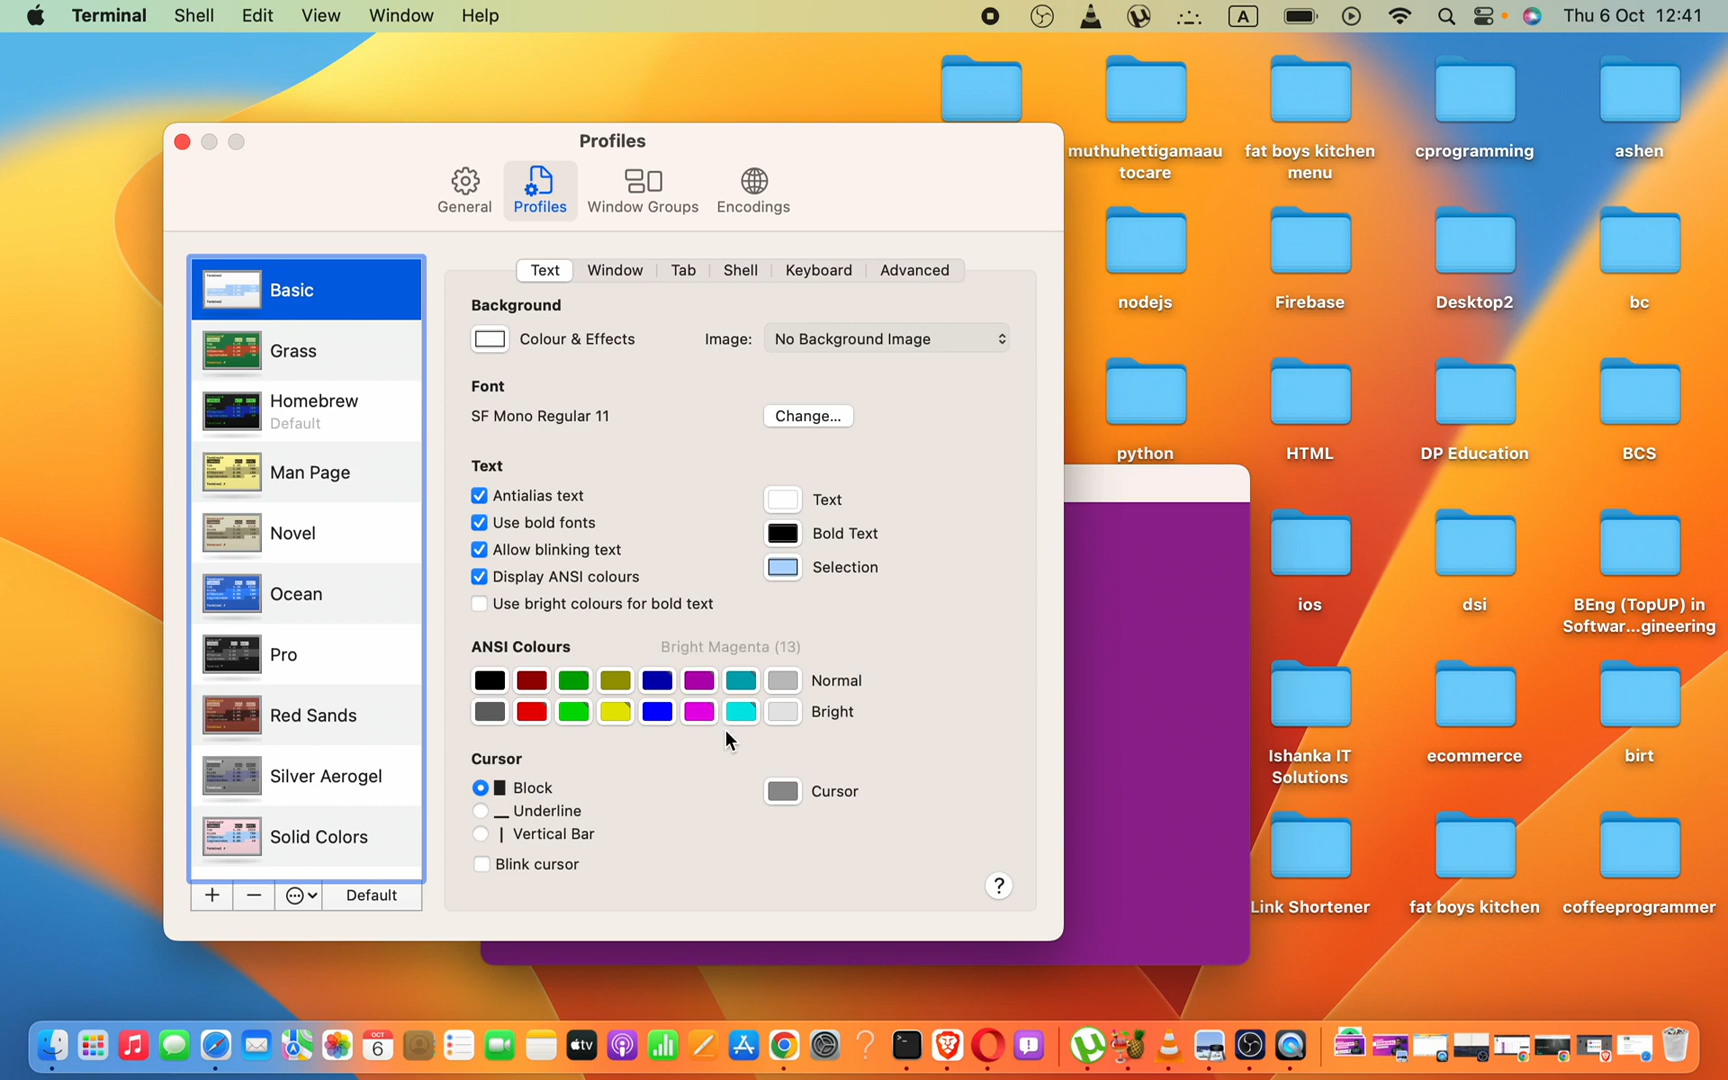 Terminal Shell Edit View Window Help
A
Thu 6 Oct 12:41
Profiles
General
Profiles
Window Groups
Encodings
Basic
Grass
Homebrew
Default
Man Page
Novel
Ocean
Pro
Red Sands
Silver Aerogel
Solid Colors
+ − Default
Text Window Tab Shell Keyboard Advanced
Background
Colour & Effects
Image: No Background Image
Font
SF Mono Regular 11
Change...
Text
Antialias text
Use bold fonts
Allow blinking text
Display ANSI colours
Use bright colours for bold text
Text
Bold Text
Selection
ANSI Colours
Bright Magenta (13)
Normal
Bright
Cursor
Block
Underline
Vertical Bar
Blink cursor
Cursor
?
muthuhettigamaau
tocare
fat boys kitchen
menu
cprogramming
ashen
nodejs
Firebase
Desktop2
bc
python
HTML
DP Education
BCS
ios
dsi
BEng (TopUP) in
Softwar...gineering
Ishanka IT
Solutions
ecommerce
birt
Link Shortener
fat boys kitchen
coffeeprogrammer
OCT
6
tv